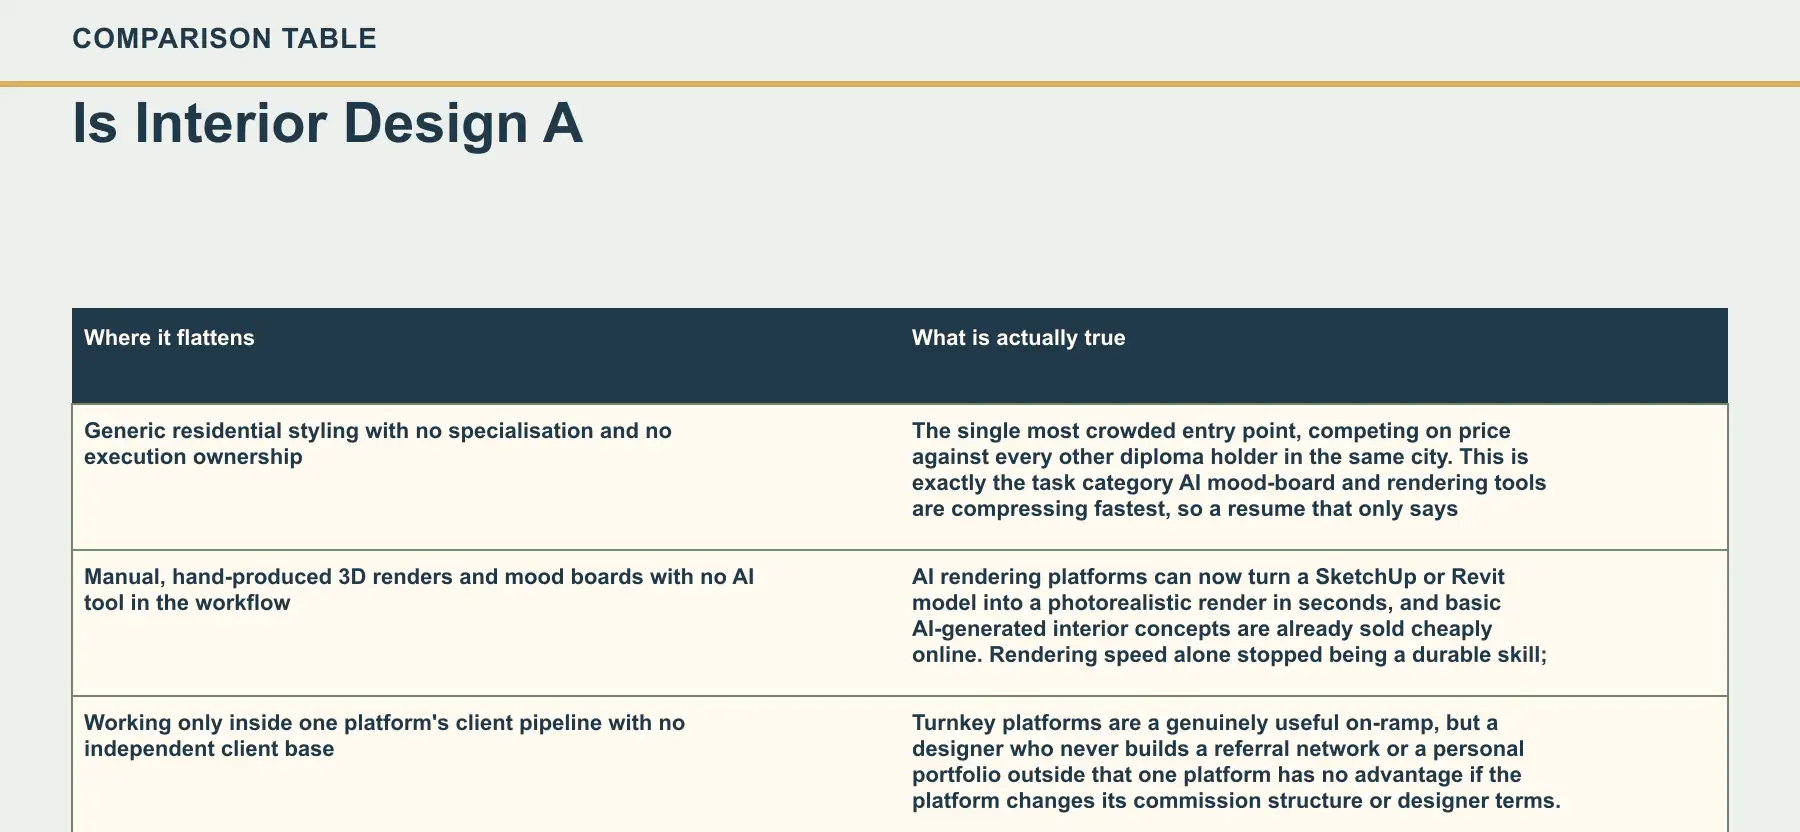 COMPARISON TABLE
Is Interior Design A
Where it flattens
What is actually true
Generic residential styling with no specialisation and no
execution ownership
The single most crowded entry point, competing on price
against every other diploma holder in the same city. This is
exactly the task category AI mood-board and rendering tools
are compressing fastest, so a resume that only says
Manual, hand-produced 3D renders and mood boards with no AI
tool in the workflow
AI rendering platforms can now turn a SketchUp or Revit
model into a photorealistic render in seconds, and basic
AI-generated interior concepts are already sold cheaply
online. Rendering speed alone stopped being a durable skill;
Working only inside one platform's client pipeline with no
independent client base
Turnkey platforms are a genuinely useful on-ramp, but a
designer who never builds a referral network or a personal
portfolio outside that one platform has no advantage if the
platform changes its commission structure or designer terms.